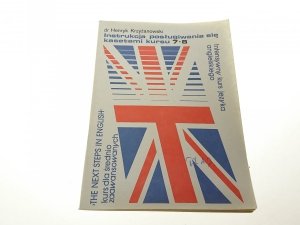 dr Henryk Krzyżanowski
Instrukcja posługiwania się
kasetami kursu 7-8
Intensywny kurs języka
angielskiego
THE NEXT STEPS IN ENGLISH
kurs dla średnio
zaawansowanych